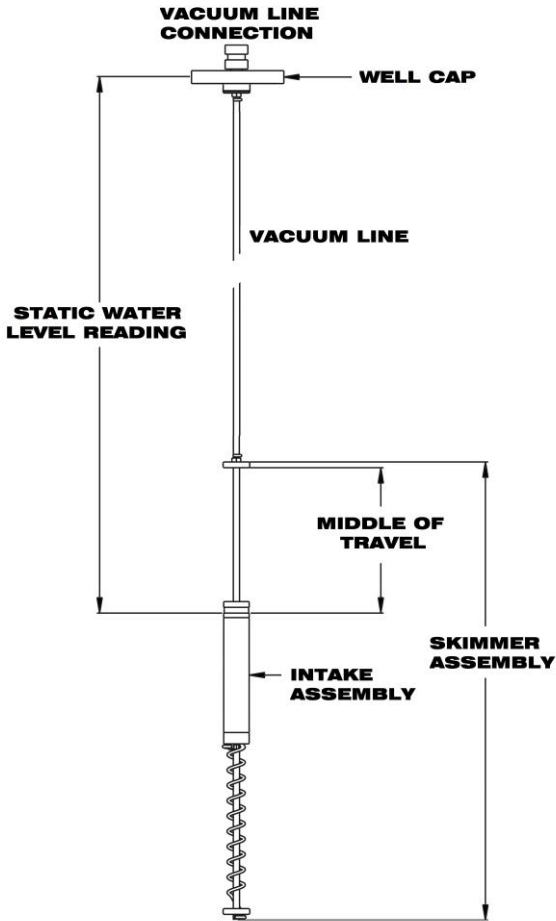 VACUUM LINE
CONNECTION
WELL CAP
VACUUM LINE
STATIC WATER
LEVEL READING
MIDDLE OF
TRAVEL
SKIMMER
ASSEMBLY
INTAKE
ASSEMBLY